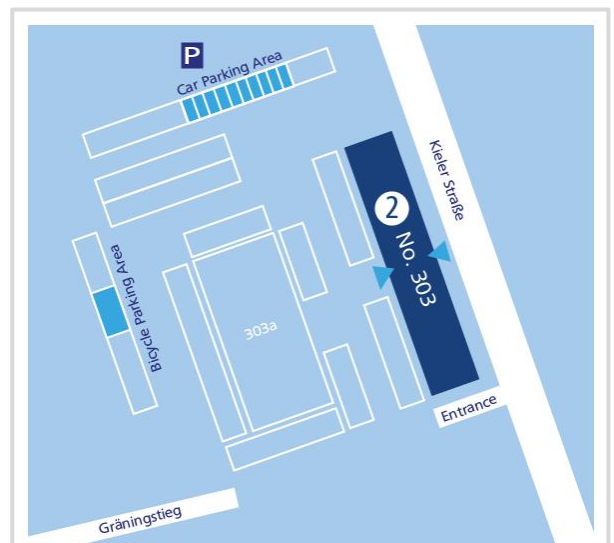 P
Car Parking Area
Kieler Straße
2
No. 303
Bicycle Parking Area
303a
Entrance
Gräningstieg